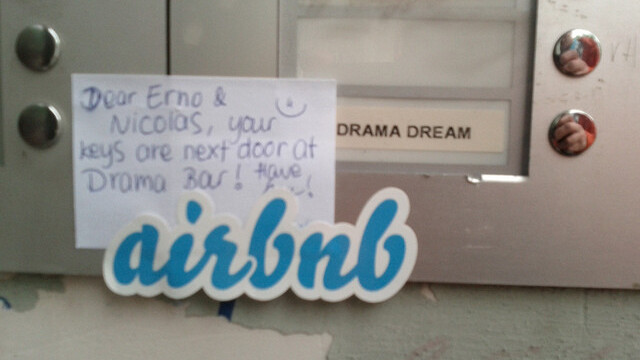 Dear Erno &
Nicolas, your
keys are next door at
Drama Bar! Have
DRAMA DREAM
airbnb